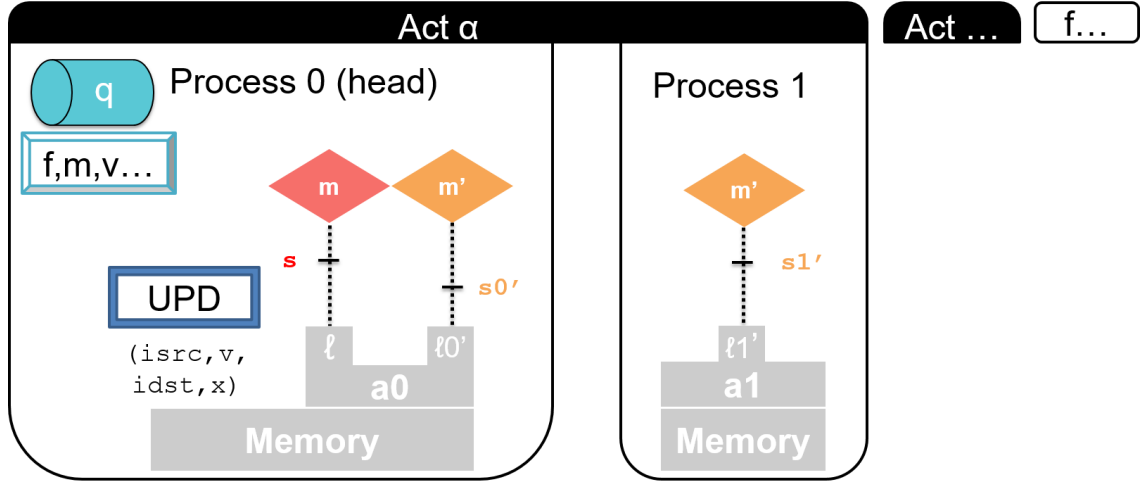 Act α
Act …
f…
q
Process 0 (head)
Process 1
f,m,v…
m
m’
m’
s
s0’
s1’
UPD
ℓ
ℓ0’
ℓ1’
(isrc,v,
idst,x)
a0
a1
Memory
Memory